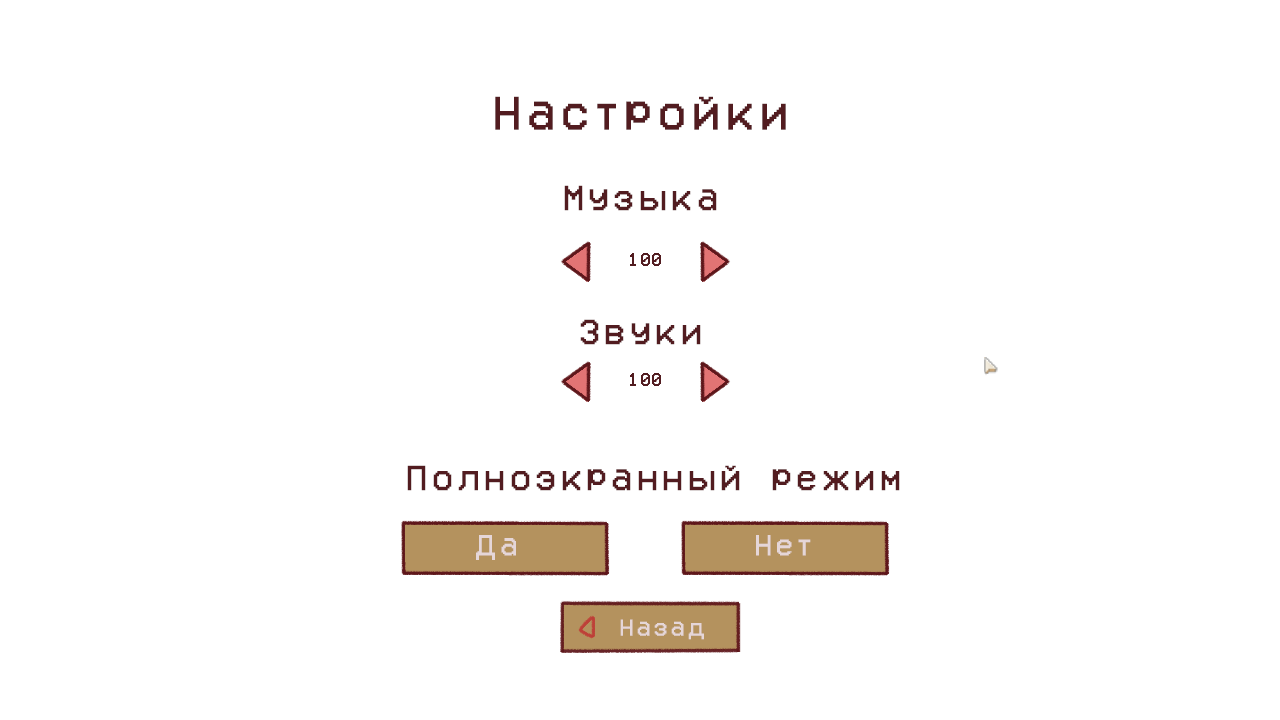 Настройки
Музыка
100
Звуки
100
Полноэкранный режим
Да Нет
Назад